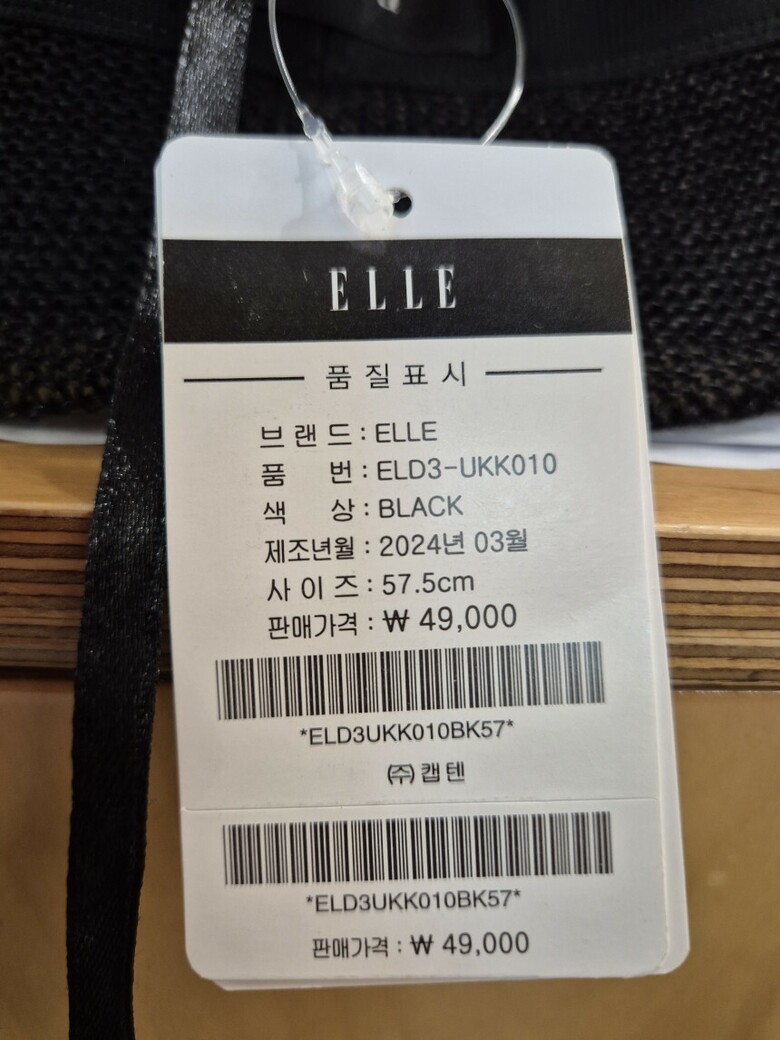 ELLE
품질표시
브랜드 : ELLE
품 번 : ELD3-UKK010
색 상 : BLACK
제조년월 : 2024년 03월
사이즈 : 57.5cm
판매가격 : ₩ 49,000
*ELD3UKK010BK57*
㈜캡텐
*ELD3UKK010BK57*
판매가격 : ₩ 49,000